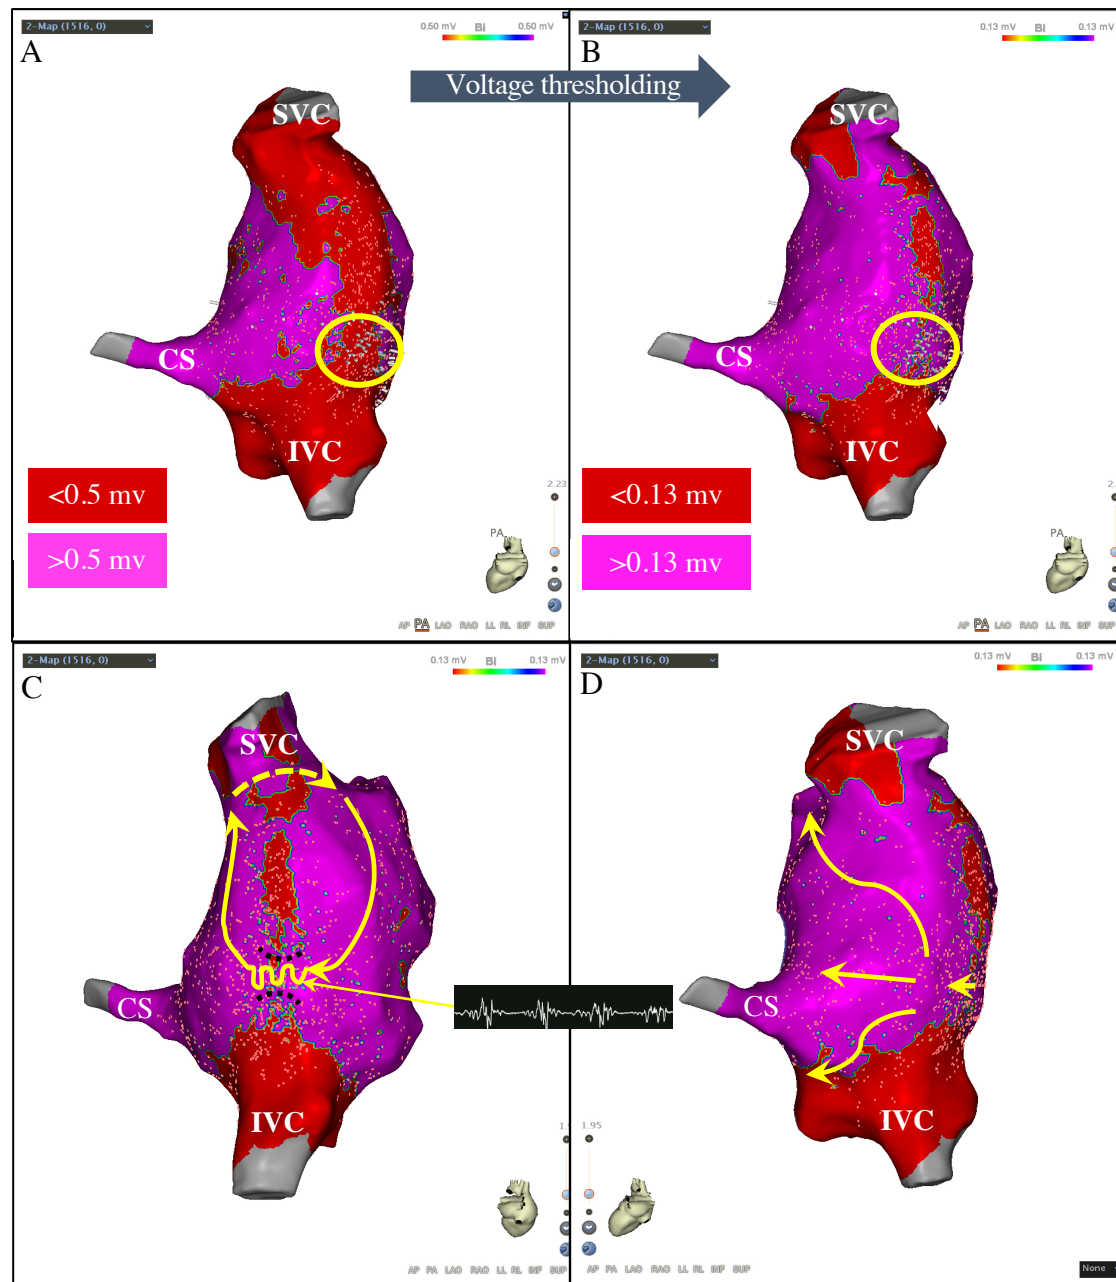 2-Map (1516, 0)
0.50 mV Bi 0.50 mV
A
SVC
CS
IVC
<0.5 mv
>0.5 mv
2.23
PA
AP PA LAO RAO LL RL INF SUP
Voltage thresholding
2-Map (1516, 0)
0.13 mV Bi 0.13 mV
B
SVC
CS
IVC
<0.13 mv
>0.13 mv
PA
AP PA LAO RAO LL RL INF SUP
2-Map (1516, 0)
0.13 mV Bi 0.13 mV
C
SVC
CS
IVC
AP PA LAO RAO LL RL INF SUP
2-Map (1516, 0)
0.13 mV Bi 0.13 mV
D
SVC
CS
IVC
1.95
AP PA LAO RAO LL RL INF SUP
None